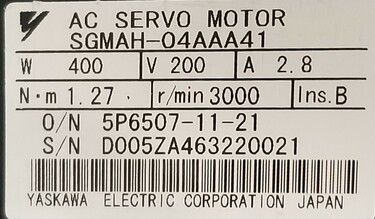 AC SERVO MOTOR
SGMAH-04AAA41
W 400 V 200 A 2.8
N·m 1.27· r/min 3000 Ins.B
O/N 5P6507-11-21
S/N D005ZA463220021
YASKAWA ELECTRIC CORPORATION JAPAN